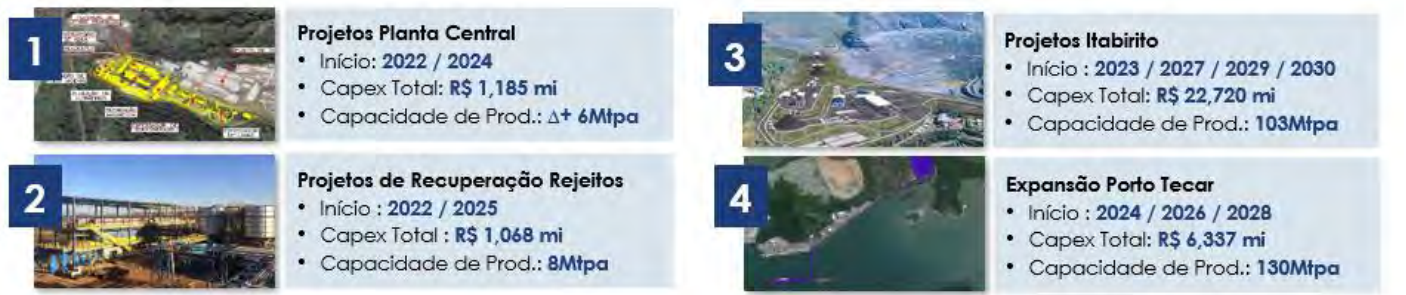 1
Projetos Planta Central
• Início: 2022 / 2024
• Capex Total: R$ 1,185 mi
• Capacidade de Prod.: Δ+ 6Mtpa
2
Projetos de Recuperação Rejeitos
• Início : 2022 / 2025
• Capex Total : R$ 1,068 mi
• Capacidade de Prod.: 8Mtpa
3
Projetos Itabirito
• Início : 2023 / 2027 / 2029 / 2030
• Capex Total: R$ 22,720 mi
• Capacidade de Prod.: 103Mtpa
4
Expansão Porto Tecar
• Início : 2024 / 2026 / 2028
• Capex Total: R$ 6,337 mi
• Capacidade de Prod.: 130Mtpa